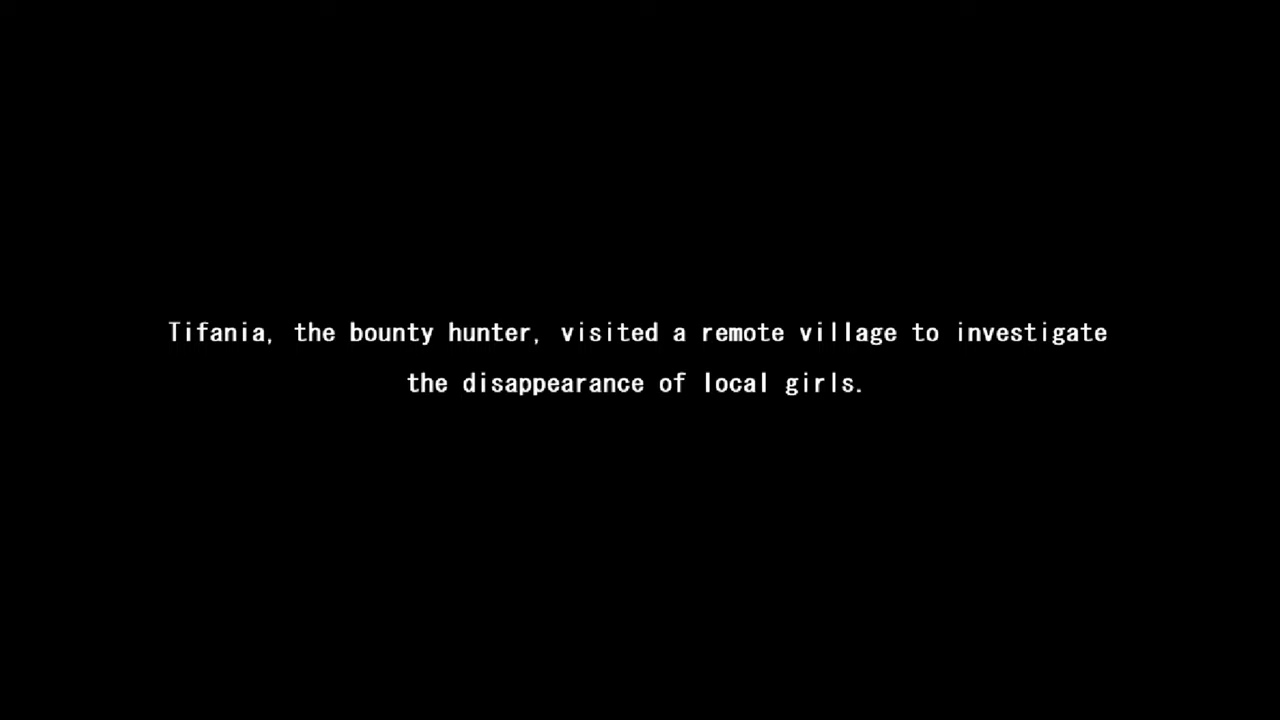 Tifania, the bounty hunter, visited a remote village to investigate
the disappearance of local girls.